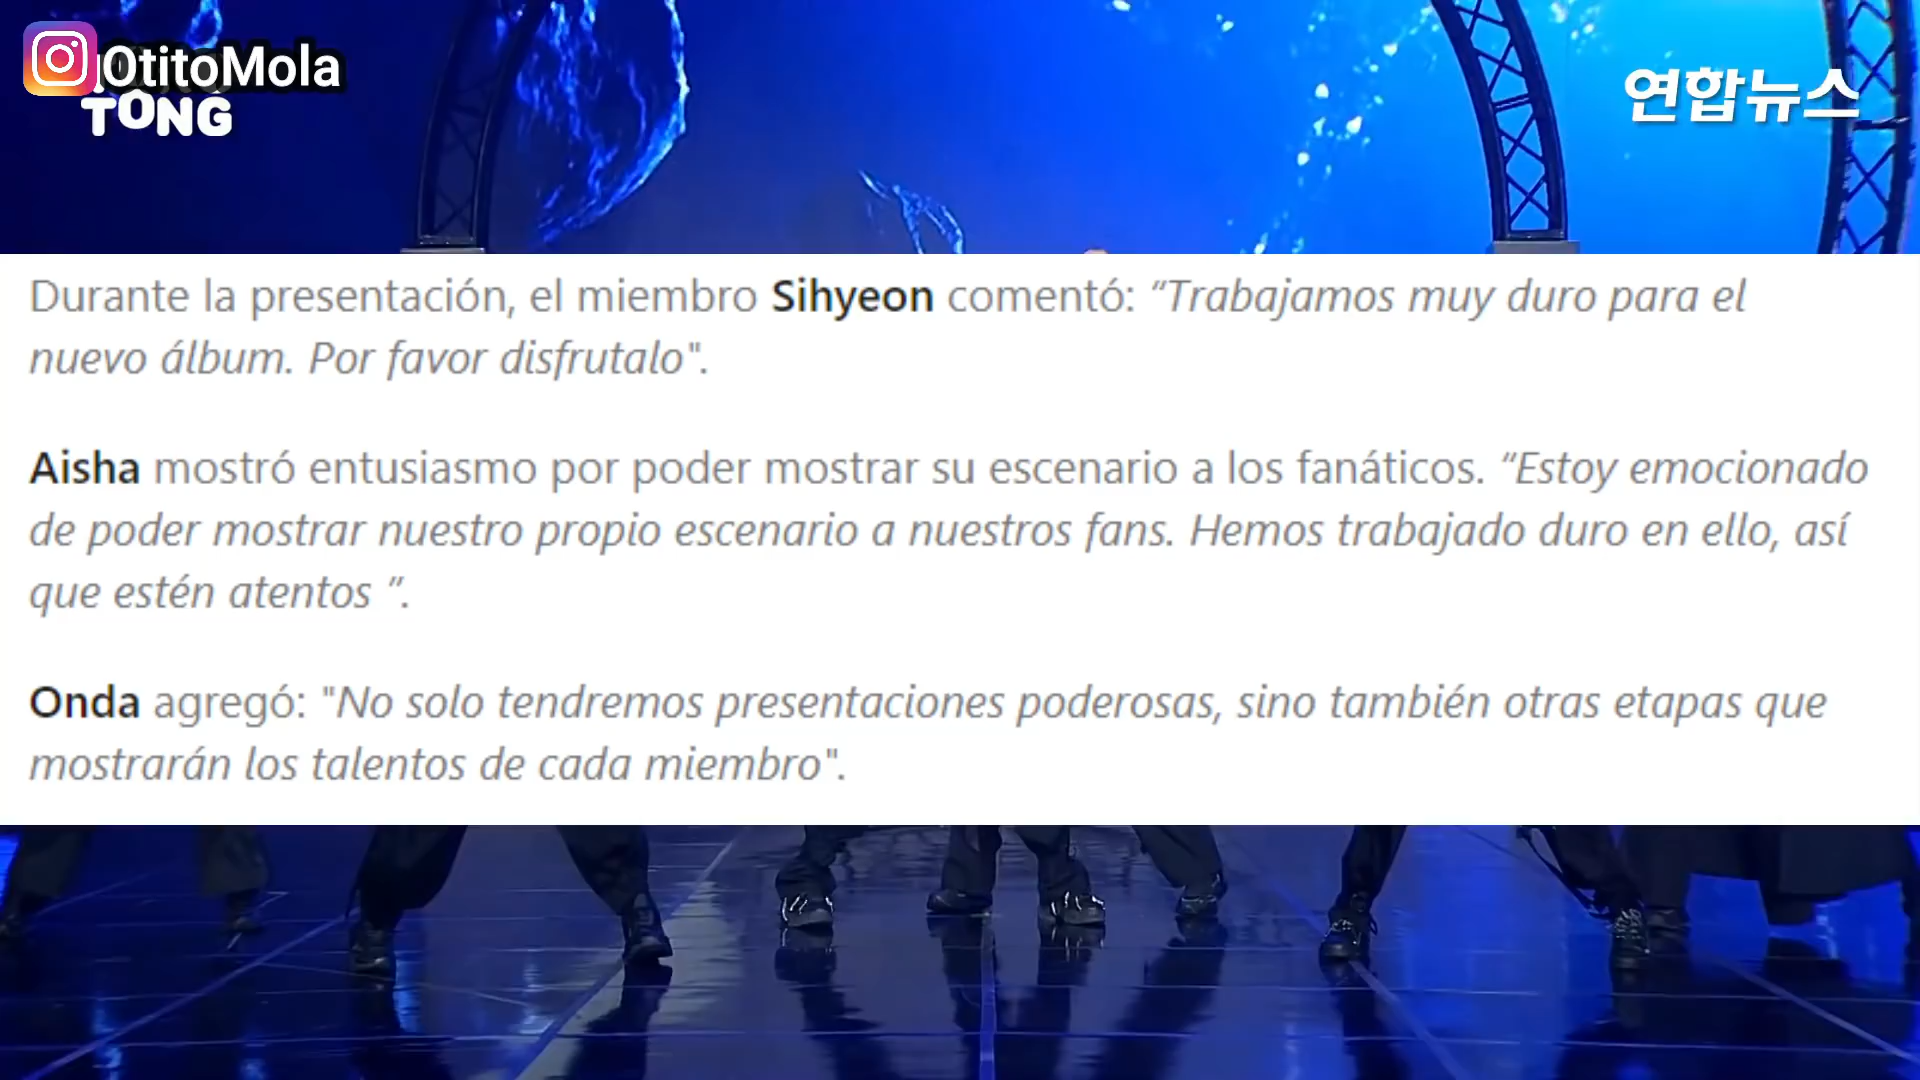 OtitoMola
TONG
연합뉴스
Durante la presentación, el miembro Sihyeon comentó: “Trabajamos muy duro para el
nuevo álbum. Por favor disfrutalo".
Aisha mostró entusiasmo por poder mostrar su escenario a los fanáticos. “Estoy emocionado
de poder mostrar nuestro propio escenario a nuestros fans. Hemos trabajado duro en ello, así
que estén atentos ”.
Onda agregó: "No solo tendremos presentaciones poderosas, sino también otras etapas que
mostrarán los talentos de cada miembro".